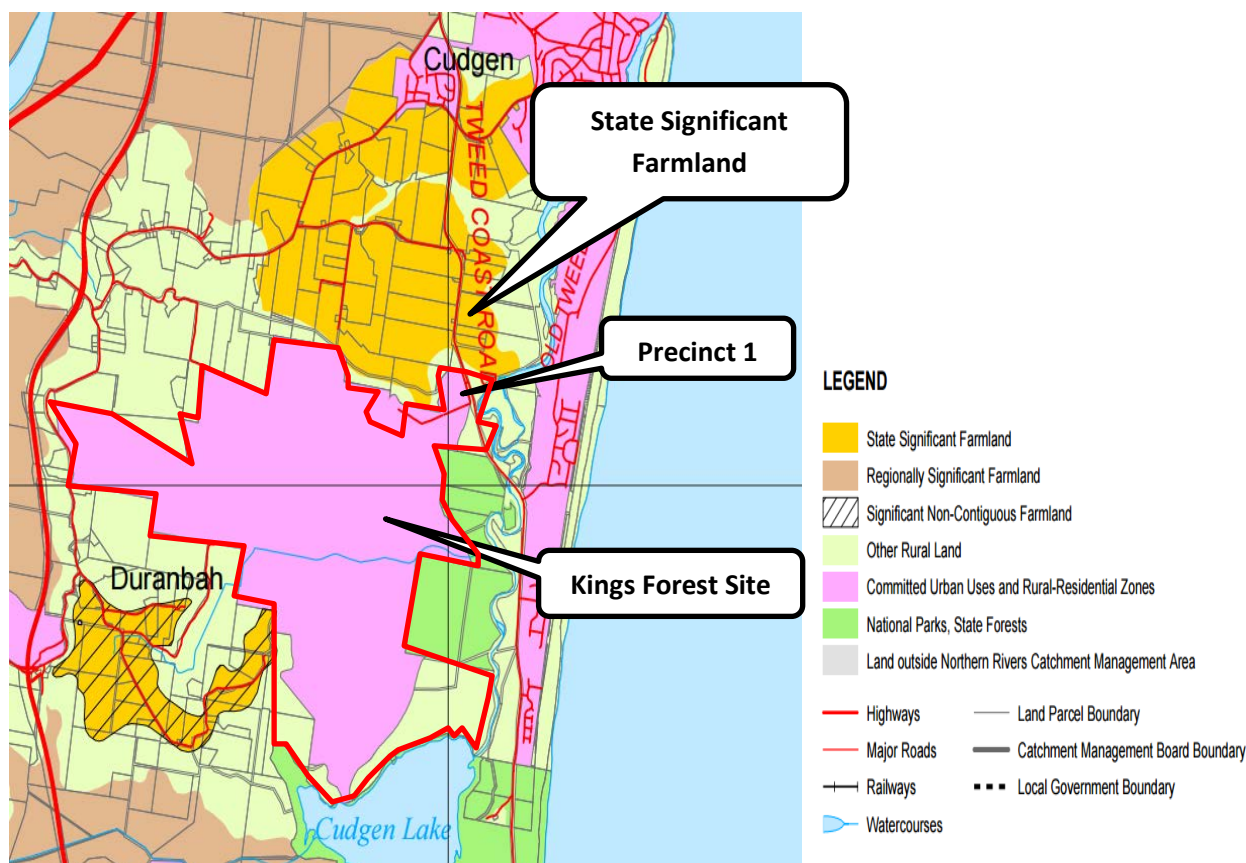 Cudgen
State Significant
Farmland
TWEED COAST ROAD
OLD TWEED
Precinct 1
Kings Forest Site
Duranbah
Cudgen Lake
LEGEND
State Significant Farmland
Regionally Significant Farmland
Significant Non-Contiguous Farmland
Other Rural Land
Committed Urban Uses and Rural-Residential Zones
National Parks, State Forests
Land outside Northern Rivers Catchment Management Area
Highways
Land Parcel Boundary
Major Roads
Catchment Management Board Boundary
Railways
Local Government Boundary
Watercourses